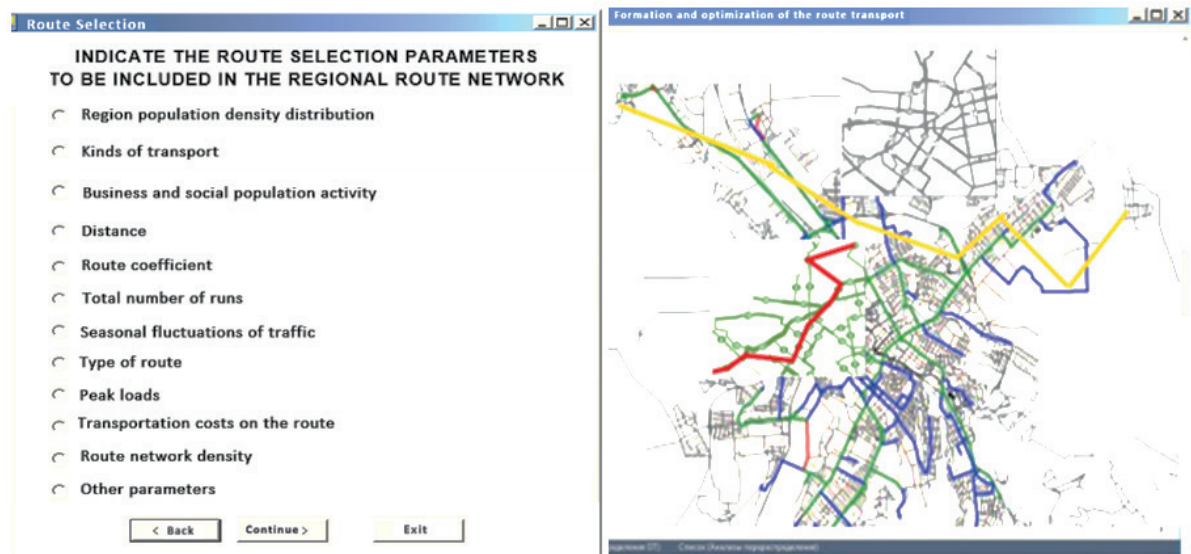 Route Selection
INDICATE THE ROUTE SELECTION PARAMETERS
TO BE INCLUDED IN THE REGIONAL ROUTE NETWORK
Region population density distribution
Kinds of transport
Business and social population activity
Distance
Route coefficient
Total number of runs
Seasonal fluctuations of traffic
Type of route
Peak loads
Transportation costs on the route
Route network density
Other parameters
< Back
Continue >
Exit
Formation and optimization of the route transport